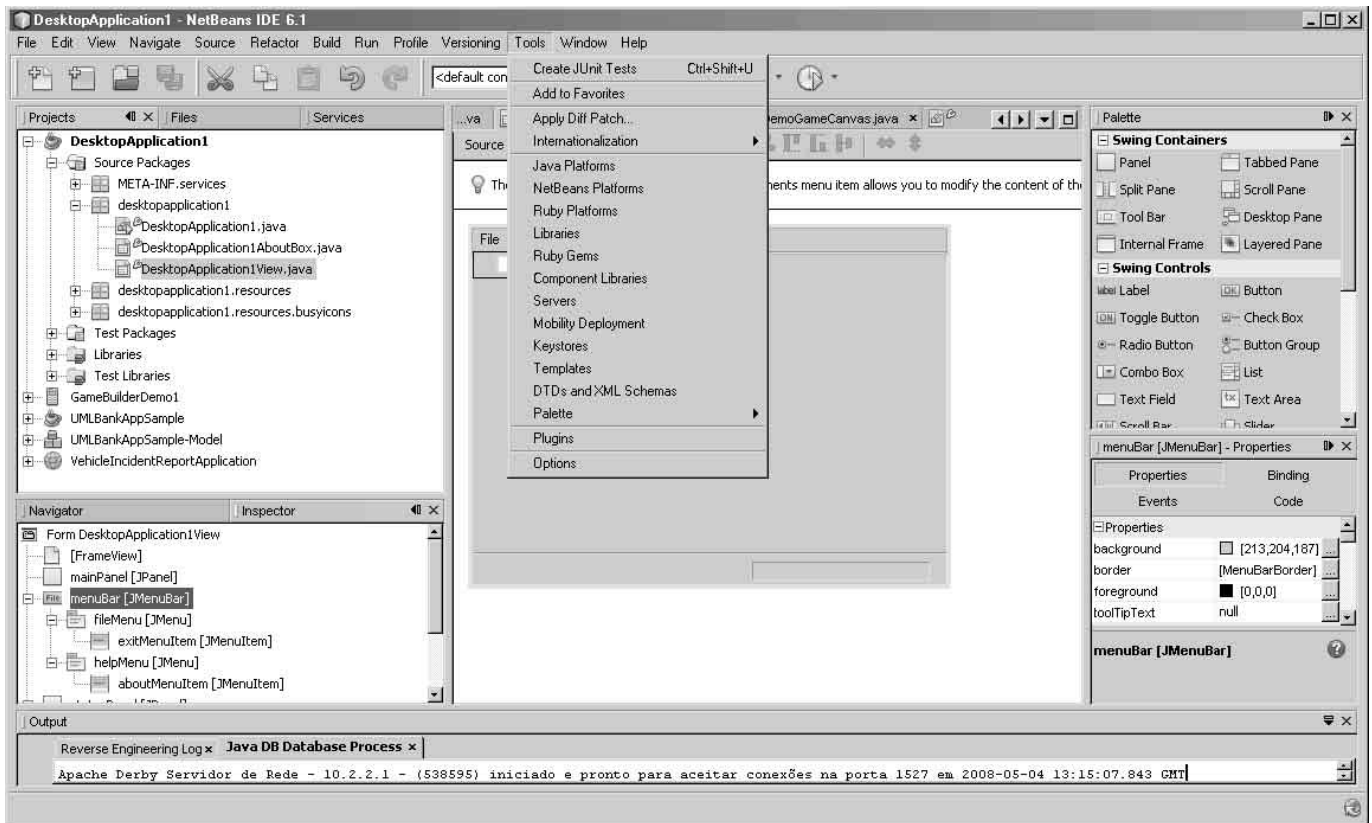 DesktopApplication1 - NetBeans IDE 6.1
File Edit View Navigate Source Refactor Build Run Profile Versioning Tools Window Help
<default con
Create JUnit Tests Ctrl+Shift+U
Add to Favorites
Apply Diff Patch...
Internationalization
Java Platforms
NetBeans Platforms
Ruby Platforms
Libraries
Ruby Gems
Component Libraries
Servers
Mobility Deployment
Keystores
Templates
DTDs and XML Schemas
Palette
Plugins
Options
Projects Files Services
DesktopApplication1
Source Packages
META-INF.services
desktopapplication1
DesktopApplication1.java
DesktopApplication1AboutBox.java
DesktopApplication1View.java
desktopapplication1.resources
desktopapplication1.resources.busyicons
Test Packages
Libraries
Test Libraries
GameBuilderDemo1
UMLBankAppSample
UMLBankAppSample-Model
VehicleIncidentReportApplication
Navigator Inspector
Form DesktopApplication1View
[FrameView]
mainPanel [JPanel]
menuBar [JMenuBar]
fileMenu [JMenu]
exitMenuItem [JMenuItem]
helpMenu [JMenu]
aboutMenuItem [JMenuItem]
...va emoGameCanvas.java
Source
ments menu item allows you to modify the content of the
File
Palette
Swing Containers
Panel Tabbed Pane
Split Pane Scroll Pane
Tool Bar Desktop Pane
Internal Frame Layered Pane
Swing Controls
label Label OK Button
ON Toggle Button Check Box
Radio Button Button Group
Combo Box List
Text Field tx Text Area
Scroll Bar Slider
menuBar [JMenuBar] - Properties
Properties Binding
Events Code
Properties
background [213,204,187] ...
border [MenuBarBorder] ...
foreground [0,0,0] ...
toolTipText null ...
menuBar [JMenuBar]
Output
Reverse Engineering Log Java DB Database Process
Apache Derby Servidor de Rede - 10.2.2.1 - (538595) iniciado e pronto para aceitar conexões na porta 1527 em 2008-05-04 13:15:07.843 GMT